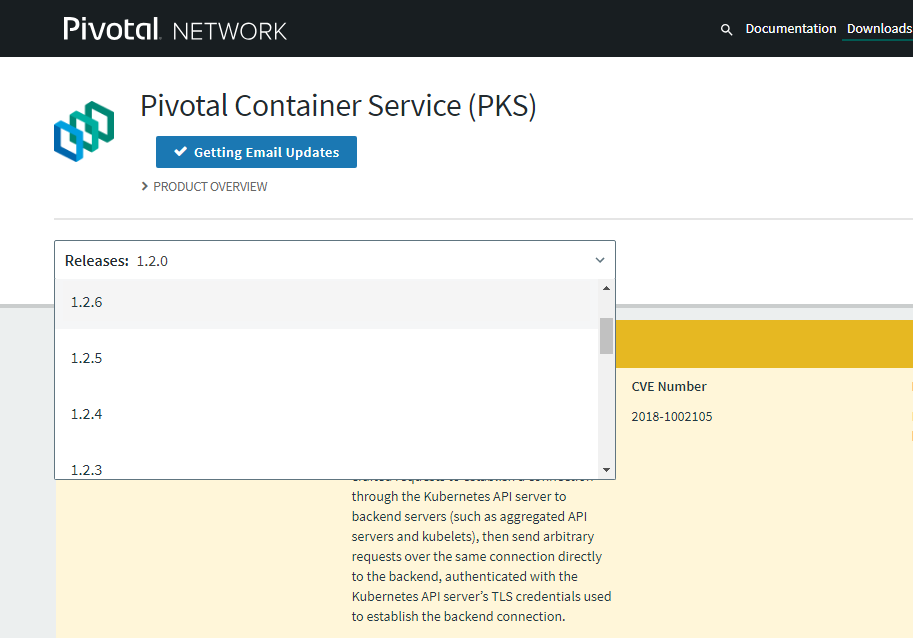 Pivotal NETWORK
Documentation
Downloads
Pivotal Container Service (PKS)
Getting Email Updates
PRODUCT OVERVIEW
Releases: 1.2.0
1.2.6
1.2.5
1.2.4
1.2.3
CVE Number
2018-1002105
through the Kubernetes API server to
backend servers (such as aggregated API
servers and kubelets), then send arbitrary
requests over the same connection directly
to the backend, authenticated with the
Kubernetes API server's TLS credentials used
to establish the backend connection.